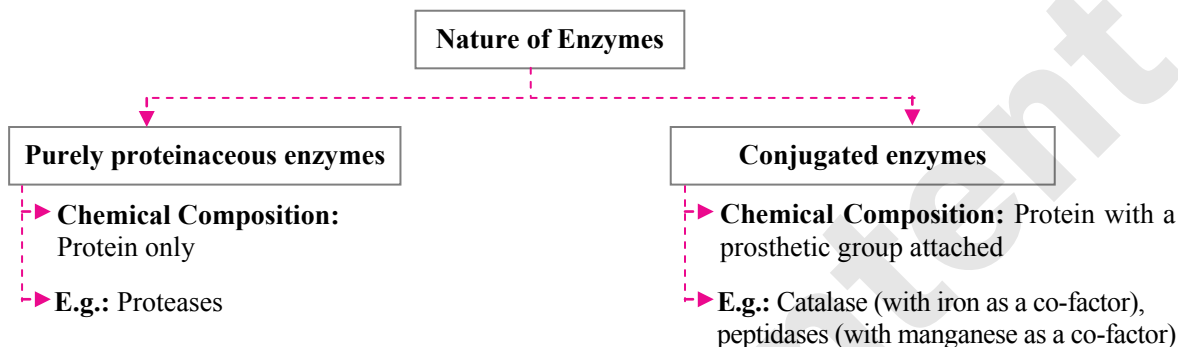 Nature of Enzymes
Purely proteinaceous enzymes
Chemical Composition:
Protein only
E.g.: Proteases
Conjugated enzymes
Chemical Composition: Protein with a
prosthetic group attached
E.g.: Catalase (with iron as a co-factor),
peptidases (with manganese as a co-factor)